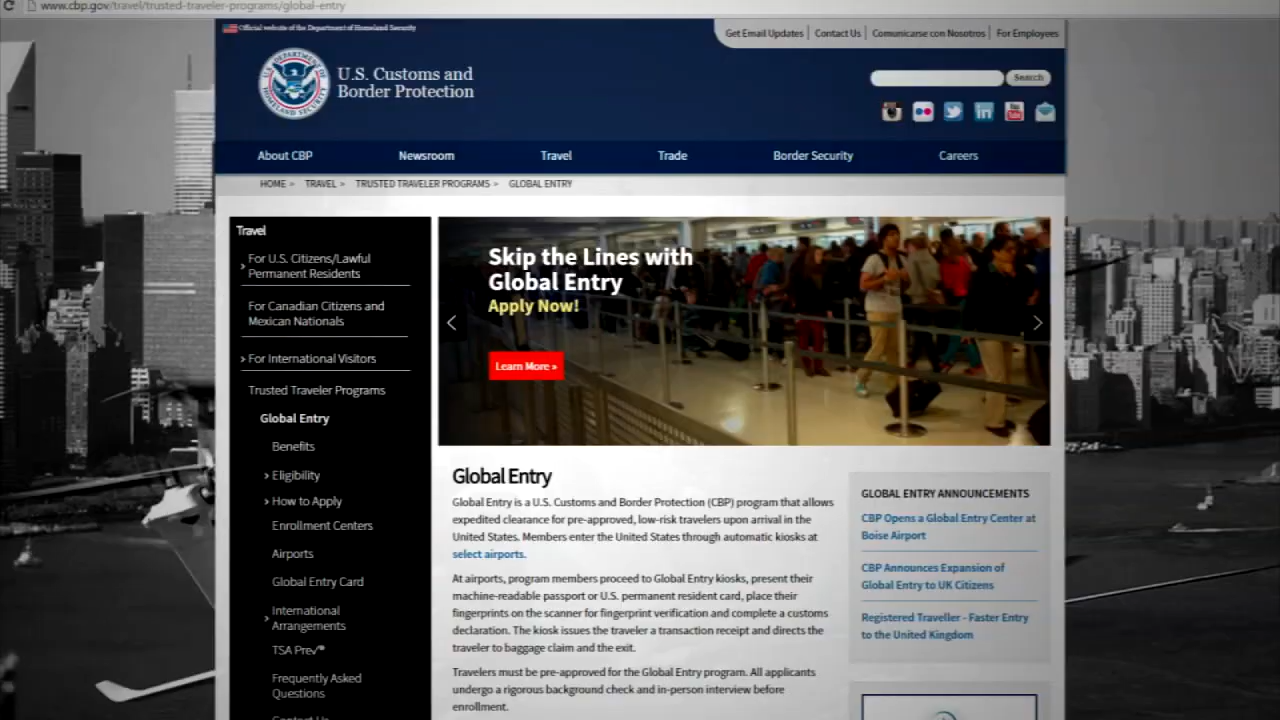 www.cbp.gov/travel/trusted-traveler-programs/global-entry
Official website of the Department of Homeland Security
Get Email Updates
Contact Us
Comunicarse con Nosotros
For Employees
U.S. Customs and
Border Protection
Search
About CBP
Newsroom
Travel
Trade
Border Security
Careers
HOME >
TRAVEL >
TRUSTED TRAVELER PROGRAMS >
GLOBAL ENTRY
Travel
For U.S. Citizens/Lawful
Permanent Residents
For Canadian Citizens and
Mexican Nationals
For International Visitors
Trusted Traveler Programs
Global Entry
Benefits
Eligibility
How to Apply
Enrollment Centers
Airports
Global Entry Card
International
Arrangements
TSA Prev®
Frequently Asked
Questions
Contact Us
Skip the Lines with
Global Entry
Apply Now!
Learn More »
Global Entry
Global Entry is a U.S. Customs and Border Protection (CBP) program that allows
expedited clearance for pre-approved, low-risk travelers upon arrival in the
United States. Members enter the United States through automatic kiosks at
select airports.
At airports, program members proceed to Global Entry kiosks, present their
machine-readable passport or U.S. permanent resident card, place their
fingerprints on the scanner for fingerprint verification and complete a customs
declaration. The kiosk issues the traveler a transaction receipt and directs the
traveler to baggage claim and the exit.
Travelers must be pre-approved for the Global Entry program. All applicants
undergo a rigorous background check and in-person interview before
enrollment.
GLOBAL ENTRY ANNOUNCEMENTS
CBP Opens a Global Entry Center at
Boise Airport
CBP Announces Expansion of
Global Entry to UK Citizens
Registered Traveller - Faster Entry
to the United Kingdom